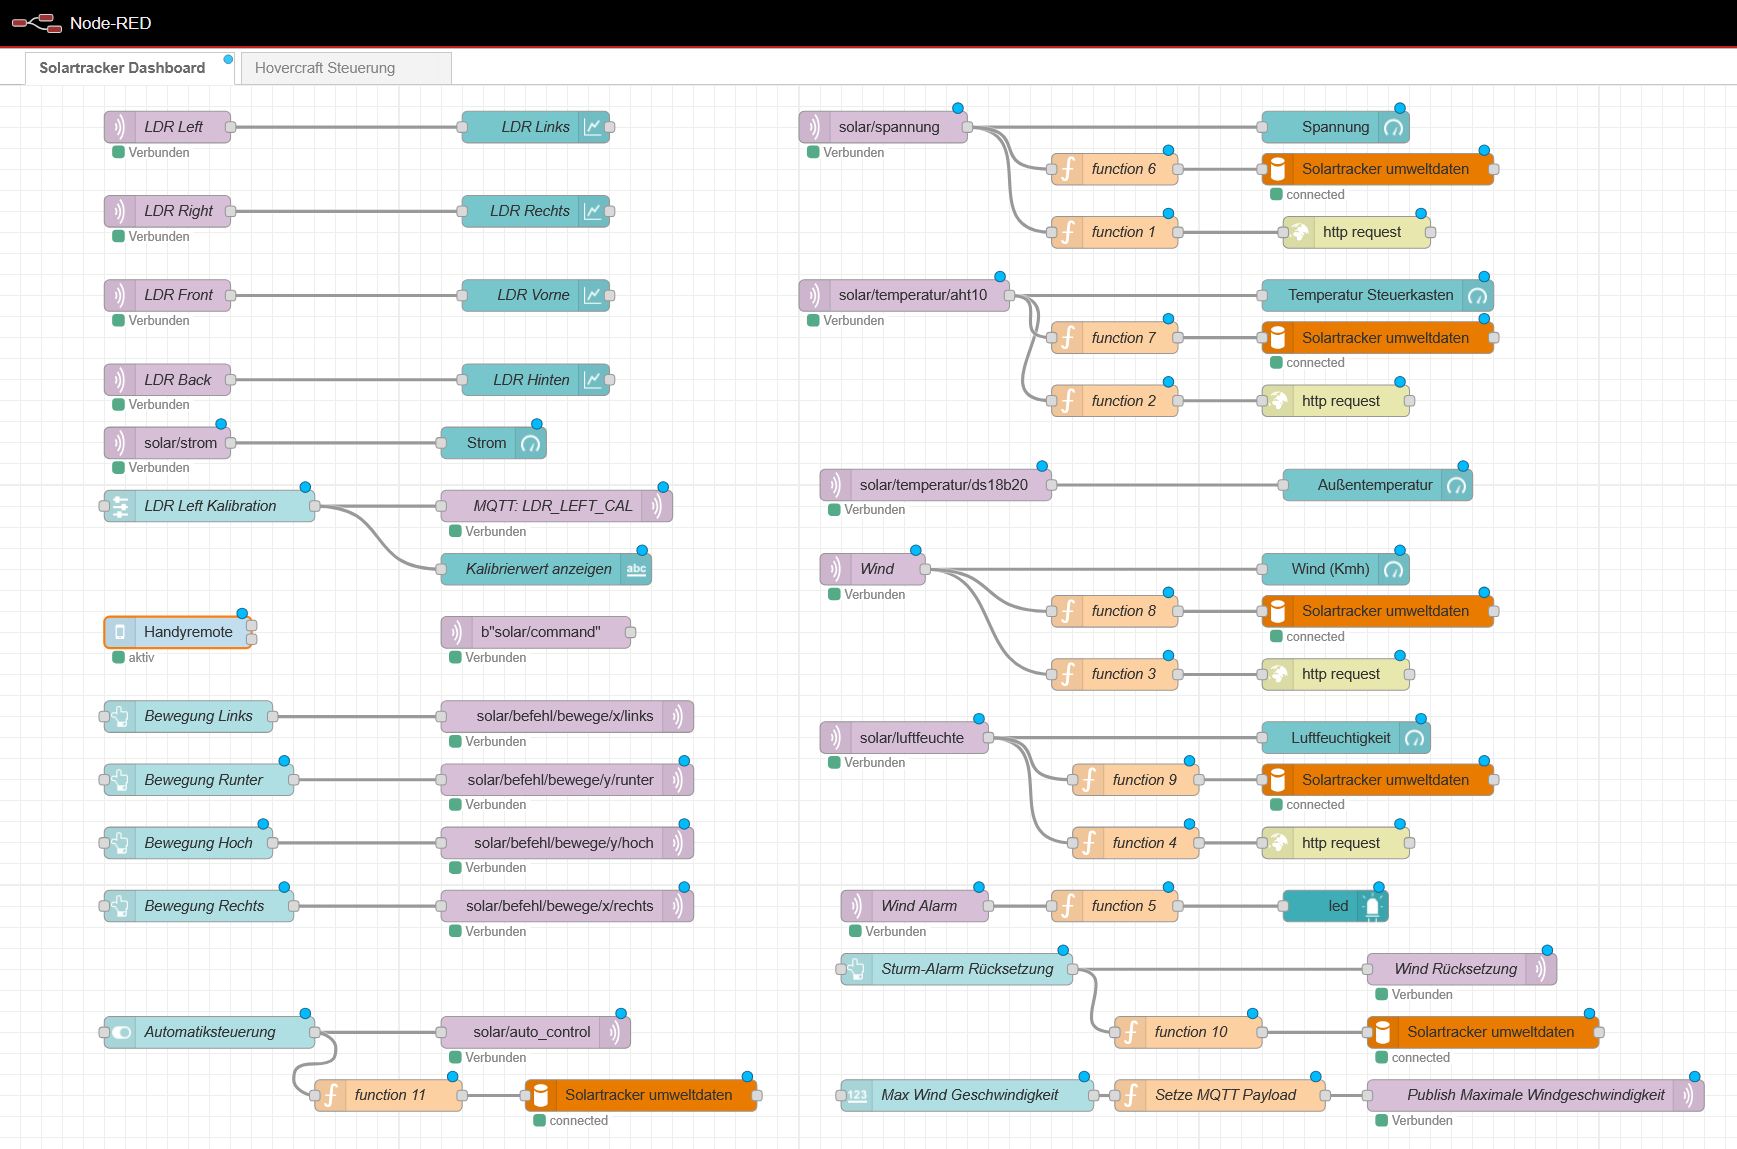 Node-RED
Solartracker Dashboard
Hovercraft Steuerung
LDR Left
Verbunden
LDR Links
LDR Right
Verbunden
LDR Rechts
LDR Front
Verbunden
LDR Vorne
LDR Back
Verbunden
LDR Hinten
solar/strom
Verbunden
Strom
LDR Left Kalibration
MQTT: LDR_LEFT_CAL
Verbunden
Kalibrierwert anzeigen
abc
Handyremote
aktiv
b"solar/command"
Verbunden
Bewegung Links
solar/befehl/bewege/x/links
Verbunden
Bewegung Runter
solar/befehl/bewege/y/runter
Verbunden
Bewegung Hoch
solar/befehl/bewege/y/hoch
Verbunden
Bewegung Rechts
solar/befehl/bewege/x/rechts
Verbunden
Automatiksteuerung
solar/auto_control
Verbunden
function 11
Solartracker umweltdaten
connected
solar/spannung
Verbunden
Spannung
function 6
Solartracker umweltdaten
connected
function 1
http request
solar/temperatur/aht10
Verbunden
Temperatur Steuerkasten
function 7
Solartracker umweltdaten
connected
function 2
http request
solar/temperatur/ds18b20
Verbunden
Außentemperatur
Wind
Verbunden
Wind (Kmh)
function 8
Solartracker umweltdaten
connected
function 3
http request
solar/luftfeuchte
Verbunden
Luftfeuchtigkeit
function 9
Solartracker umweltdaten
connected
function 4
http request
Wind Alarm
Verbunden
function 5
led
Sturm-Alarm Rücksetzung
Wind Rücksetzung
Verbunden
function 10
Solartracker umweltdaten
connected
123
Max Wind Geschwindigkeit
Setze MQTT Payload
Publish Maximale Windgeschwindigkeit
Verbunden